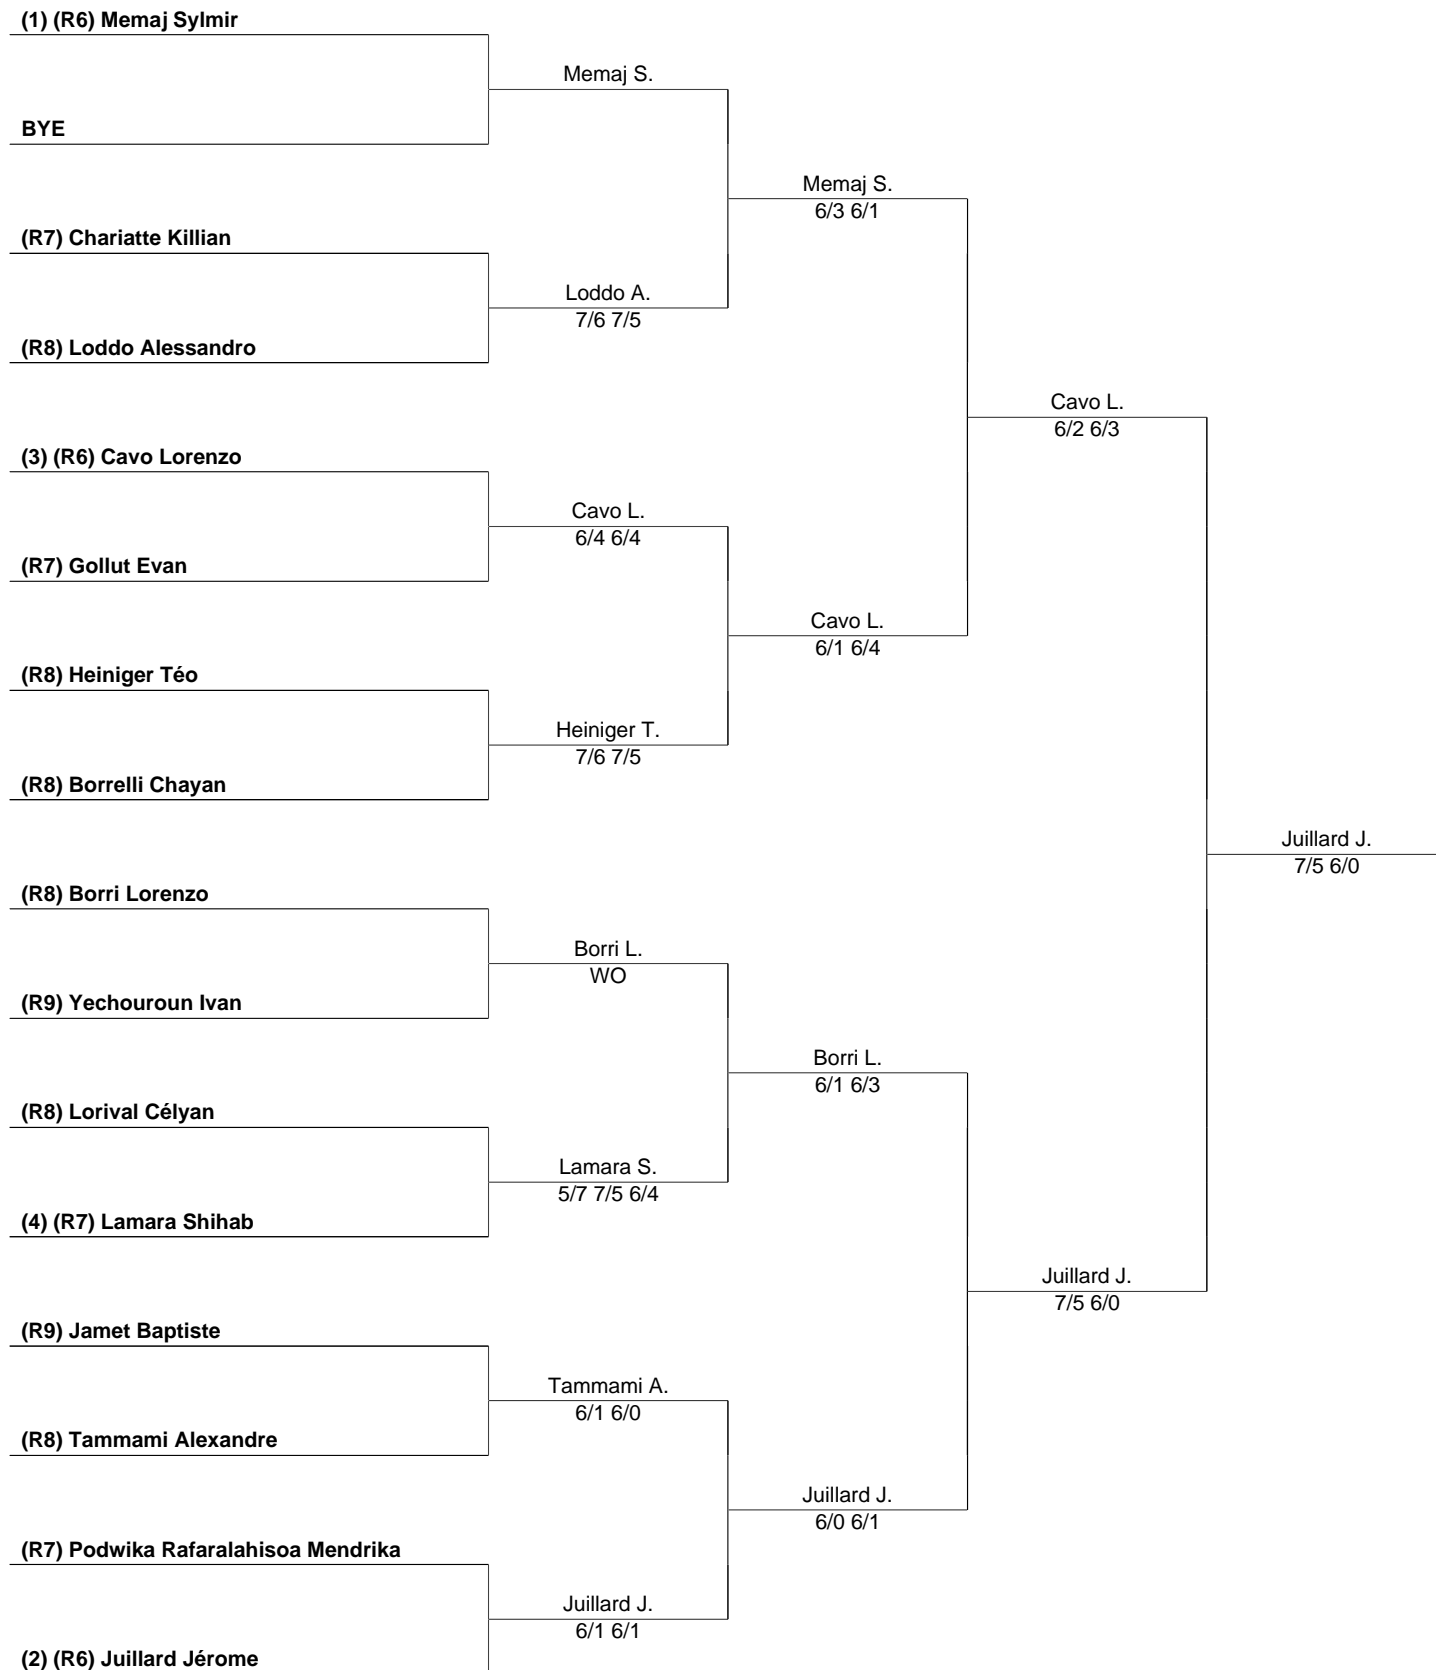 (1) (R6) Memaj Sylmir
Memaj S.
BYE
Memaj S.
6/3 6/1
(R7) Chariatte Killian
Loddo A.
7/6 7/5
(R8) Loddo Alessandro
Cavo L.
6/2 6/3
(3) (R6) Cavo Lorenzo
Cavo L.
6/4 6/4
(R7) Gollut Evan
Cavo L.
6/1 6/4
(R8) Heiniger Téo
Heiniger T.
7/6 7/5
(R8) Borrelli Chayan
Juillard J.
7/5 6/0
(R8) Borri Lorenzo
Borri L.
WO
(R9) Yechouroun Ivan
Borri L.
6/1 6/3
(R8) Lorival Célyan
Lamara S.
5/7 7/5 6/4
(4) (R7) Lamara Shihab
Juillard J.
7/5 6/0
(R9) Jamet Baptiste
Tammami A.
6/1 6/0
(R8) Tammami Alexandre
Juillard J.
6/0 6/1
(R7) Podwika Rafaralahisoa Mendrika
Juillard J.
6/1 6/1
(2) (R6) Juillard Jérome